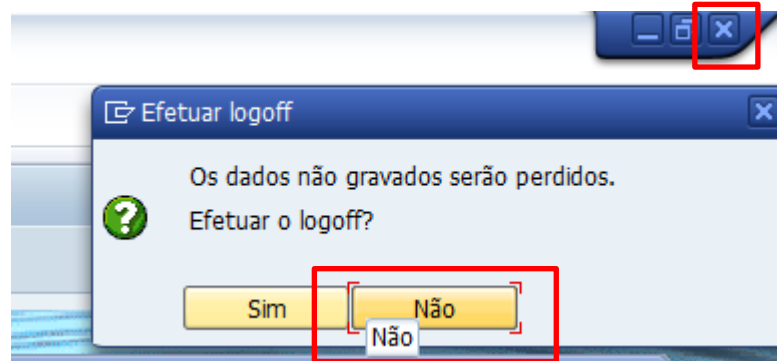 Efetuar logoff
Os dados não gravados serão perdidos.
Efetuar o logoff?
Sim
Não
Não